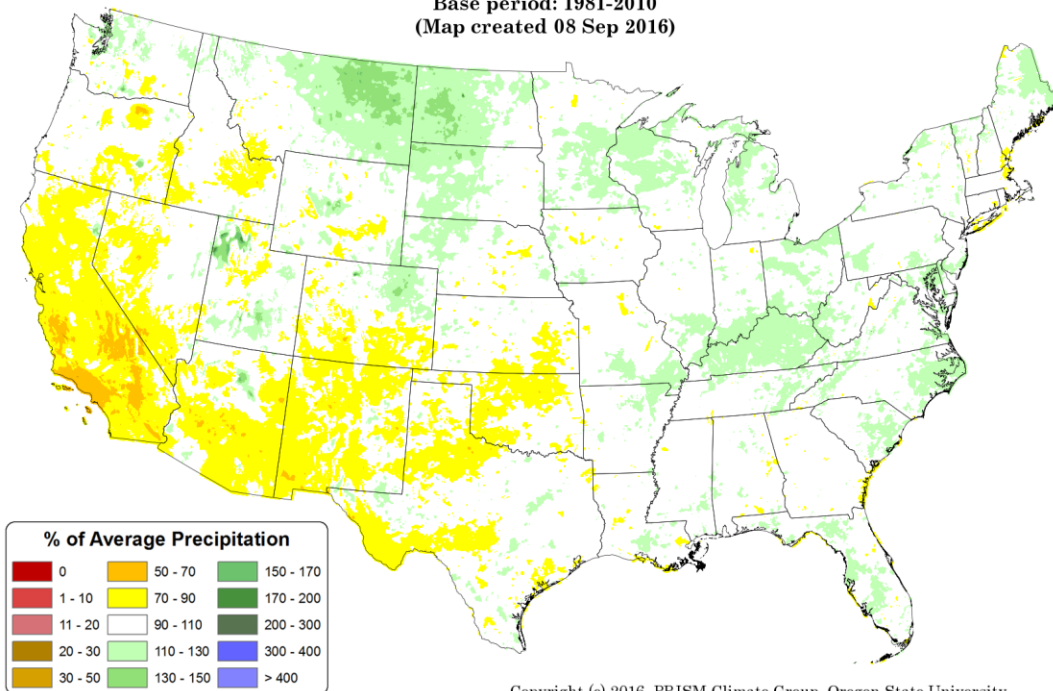 Base period: 1981-2010
(Map created 08 Sep 2016)
% of Average Precipitation
0
50 - 70
150 - 170
1 - 10
70 - 90
170 - 200
11 - 20
90 - 110
200 - 300
20 - 30
110 - 130
300 - 400
30 - 50
130 - 150
> 400
Copyright (c) 2016, PRISM Climate Group, Oregon State University